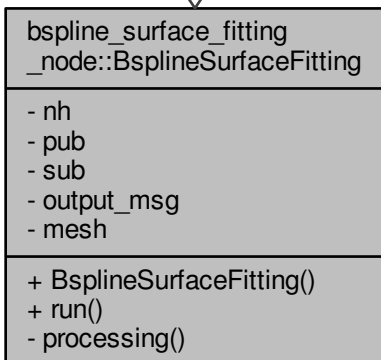 bspline_surface_fitting
_node::BsplineSurfaceFitting
- nh
- pub
- sub
- output_msg
- mesh
+ BsplineSurfaceFitting()
+ run()
- processing()